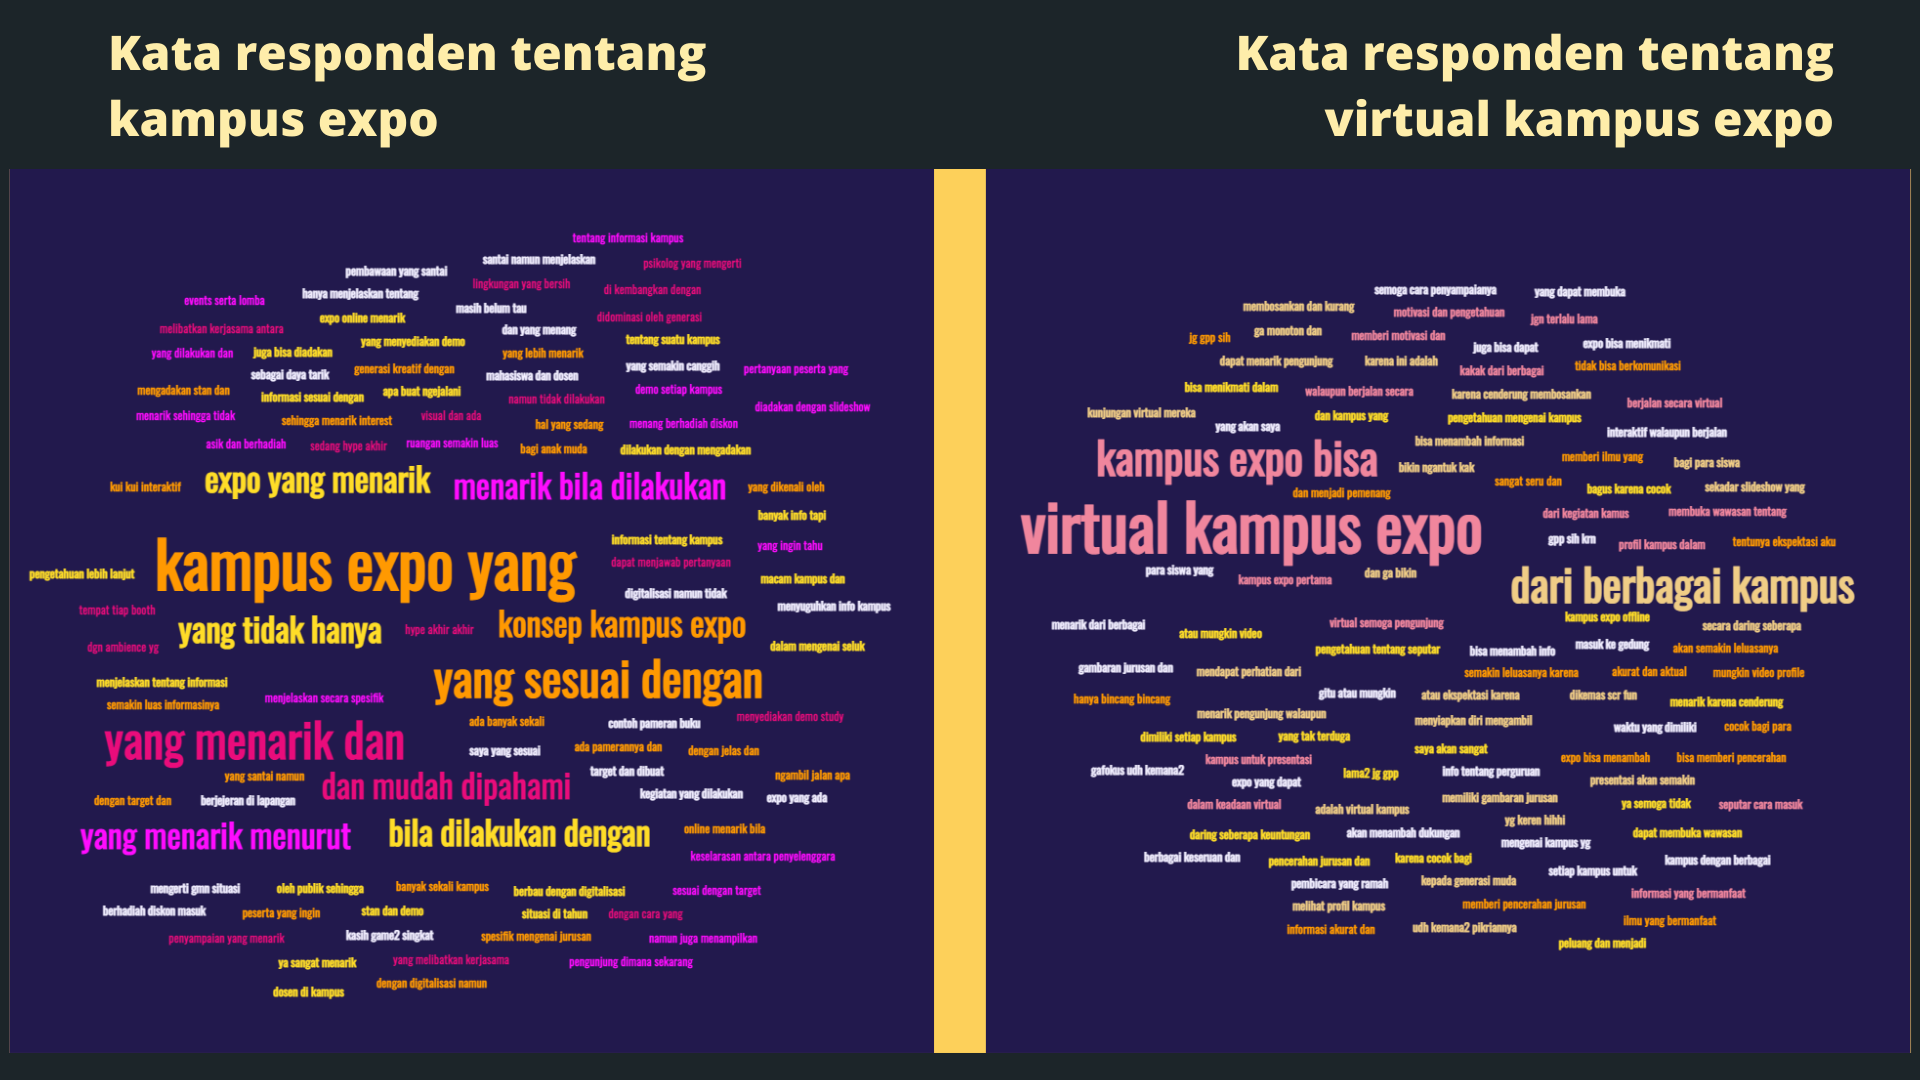 Kata responden tentang
kampus expo
Kata responden tentang
virtual kampus expo
tentang informasi kampus
santai namun menjelaskan
psikolog yang mengerti
pembawaan yang santai
lingkungan yang bersih
di kembangkan dengan
hanya menjelaskan tentang
events serta lomba
masih belum tau
expo online menarik
didominasi oleh generasi
melibatkan kerjasama antara
dan yang menang
yang menyediakan demo
tentang suatu kampus
yang dilakukan dan
juga bisa diadakan
yang lebih menarik
generasi kreatif dengan
yang semakin canggih
pertanyaan peserta yang
sebagai daya tarik
mahasiswa dan dosen
mengadakan stan dan
informasi sesuai dengan
apa buat ngejalani
demo setiap kampus
namun tidak dilakukan
diadakan dengan slideshow
menarik sehingga tidak
sehingga menarik interest
visual dan ada
hal yang sedang
menang berhadiah diskon
asik dan berhadiah
sedang hype akhir
ruangan semakin luas
bagi anak muda
dilakukan dengan mengadakan
kui kui interaktif
expo yang menarik
menarik bila dilakukan
yang dikenali oleh
banyak info tapi
informasi tentang kampus
yang ingin tahu
kampus expo yang
dapat menjawab pertanyaan
pengetahuan lebih lanjut
macam kampus dan
digitalisasi namun tidak
menyuguhkan info kampus
tempat tiap booth
yang tidak hanya
hype akhir akhir
konsep kampus expo
dgn ambience yg
dalam mengenai seluk
menjelaskan tentang informasi
yang sesuai dengan
menjelaskan secara spesifik
semakin luas informasinya
ada banyak sekali
contoh pameran buku
menyediakan demo study
yang menarik dan
saya yang sesuai
ada pamerannya dan
dengan jelas dan
yang santai namun
target dan dibuat
ngambil jalan apa
dan mudah dipahami
dengan target dan
berjejeran di lapangan
kegiatan yang dilakukan
expo yang ada
yang menarik menurut
bila dilakukan dengan
online menarik bila
keselarasan antara penyelenggara
mengerti gmn situasi
oleh publik sehingga
banyak sekali kampus
berbau dengan digitalisasi
sesuai dengan target
berhadiah diskon masuk
peserta yang ingin
stan dan demo
situasi di tahun
dengan cara yang
penyampaian yang menarik
kasih game2 singkat
spesifik mengenai jurusan
namun juga menampilkan
ya sangat menarik
yang melibatkan kerjasama
pengunjung dimana sekarang
dengan digitalisasi namun
dosen di kampus
semoga cara penyampaianya
yang dapat membuka
membosankan dan kurang
motivasi dan pengetahuan
jgn terlalu lama
jg gpp sih
ga monoton dan
memberi motivasi dan
juga bisa dapat
expo bisa menikmati
dapat menarik pengunjung
karena ini adalah
kakak dari berbagai
tidak bisa berkomunikasi
bisa menikmati dalam
walaupun berjalan secara
karena cenderung membosankan
berjalan secara virtual
kunjungan virtual mereka
dan kampus yang
pengetahuan mengenai kampus
yang akan saya
interaktif walaupun berjalan
bisa menambah informasi
kampus expo bisa
bikin ngantuk kak
memberi ilmu yang
bagi para siswa
sangat seru dan
dan menjadi pemenang
bagus karena cocok
sekadar slideshow yang
virtual kampus expo
dari kegiatan kamus
membuka wawasan tentang
gpp sih krn
profil kampus dalam
tentunya ekspektasi aku
para siswa yang
kampus expo pertama
dan ga bikin
dari berbagai kampus
menarik dari berbagai
atau mungkin video
virtual semoga pengunjung
kampus expo offline
secara daring seberapa
pengetahuan tentang seputar
bisa menambah info
masuk ke gedung
akan semakin leluasanya
gambaran jurusan dan
mendapat perhatian dari
semakin leluasanya karena
akurat dan aktual
mungkin video profile
hanya bincang bincang
gitu atau mungkin
atau ekspektasi karena
dikemas scr fun
menarik karena cenderung
menarik pengunjung walaupun
menyiapkan diri mengambil
waktu yang dimiliki
cocok bagi para
dimiliki setiap kampus
yang tak terduga
saya akan sangat
kampus untuk presentasi
expo bisa menambah
bisa memberi pencerahan
gafokus udh kemana2
expo yang dapat
lama2 jg gpp
info tentang perguruan
presentasi akan semakin
dalam keadaan virtual
adalah virtual kampus
memiliki gambaran jurusan
ya semoga tidak
seputar cara masuk
yg keren hihhi
daring seberapa keuntungan
akan menambah dukungan
mengenai kampus yg
dapat membuka wawasan
berbagai keseruan dan
pencerahan jurusan dan
karena cocok bagi
kampus dengan berbagai
setiap kampus untuk
pembicara yang ramah
kepada generasi muda
informasi yang bermanfaat
melihat profil kampus
memberi pencerahan jurusan
informasi akurat dan
udh kemana2 pikriannya
ilmu yang bermanfaat
peluang dan menjadi